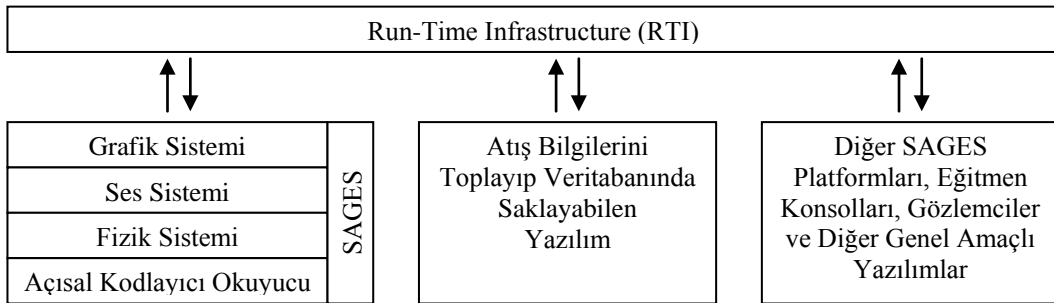 Run-Time Infrastructure (RTI)
Grafik Sistemi
Ses Sistemi
Fizik Sistemi
Açısal Kodlayıcı Okuyucu
SAGES
Atış Bilgilerini
Toplayıp Veritabanında
Saklayabilen
Yazılım
Diğer SAGES
Platformları, Eğitmen
Konsolları, Gözlemciler
ve Diğer Genel Amaçlı
Yazılımlar